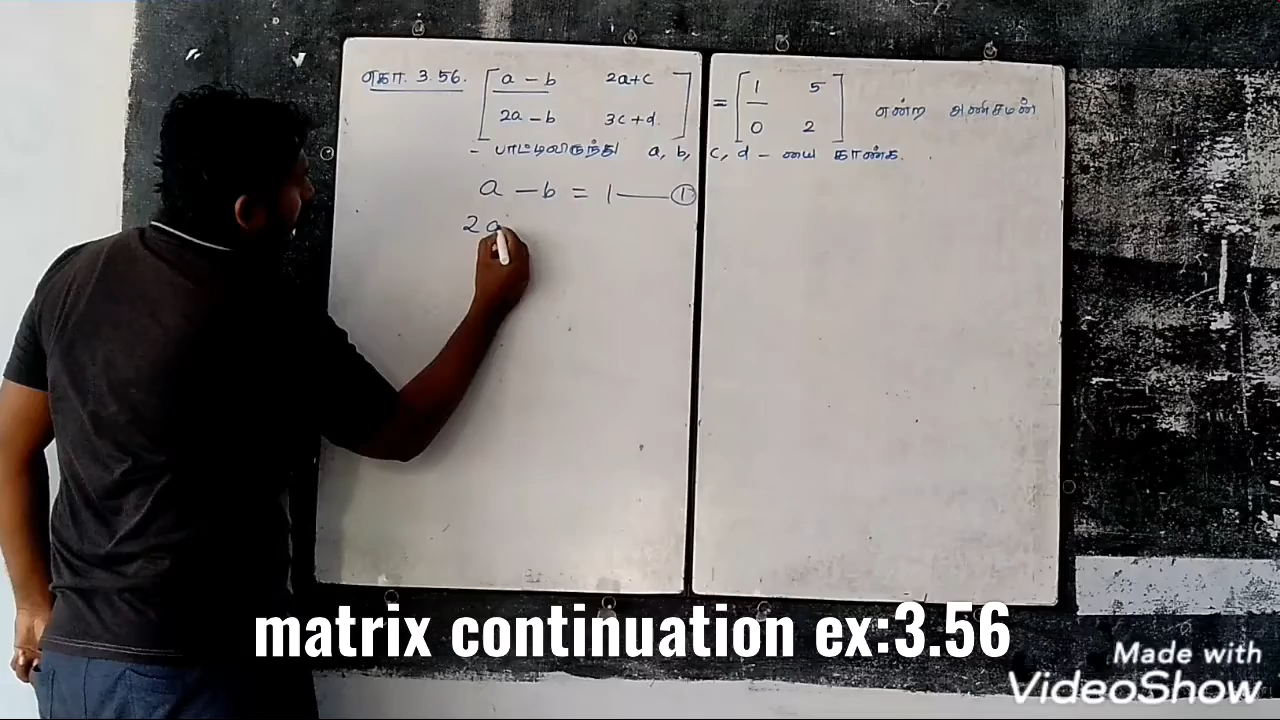 எகா. 3.56. [ a - b 2a+c ] = [ 1 5 ] என்ற அணிச்சமன்
[ 2a - b 3c+d ] [ 0 2 ]
- பாட்டிலிருந்து a, b, c, d - யை காண்க.
a - b = 1 —— ①
2a
matrix continuation ex:3.56
Made with
VideoShow